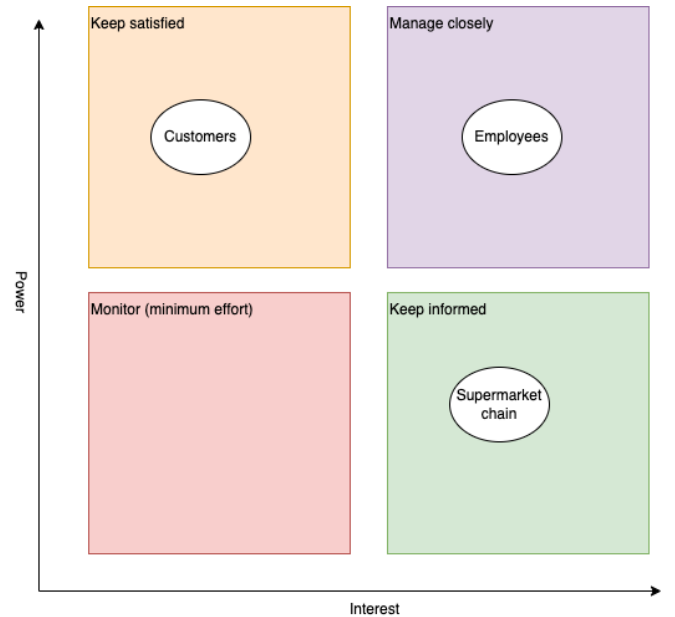 Keep satisfied
Manage closely
Customers
Employees
Power
Monitor (minimum effort)
Keep informed
Supermarket
chain
Interest